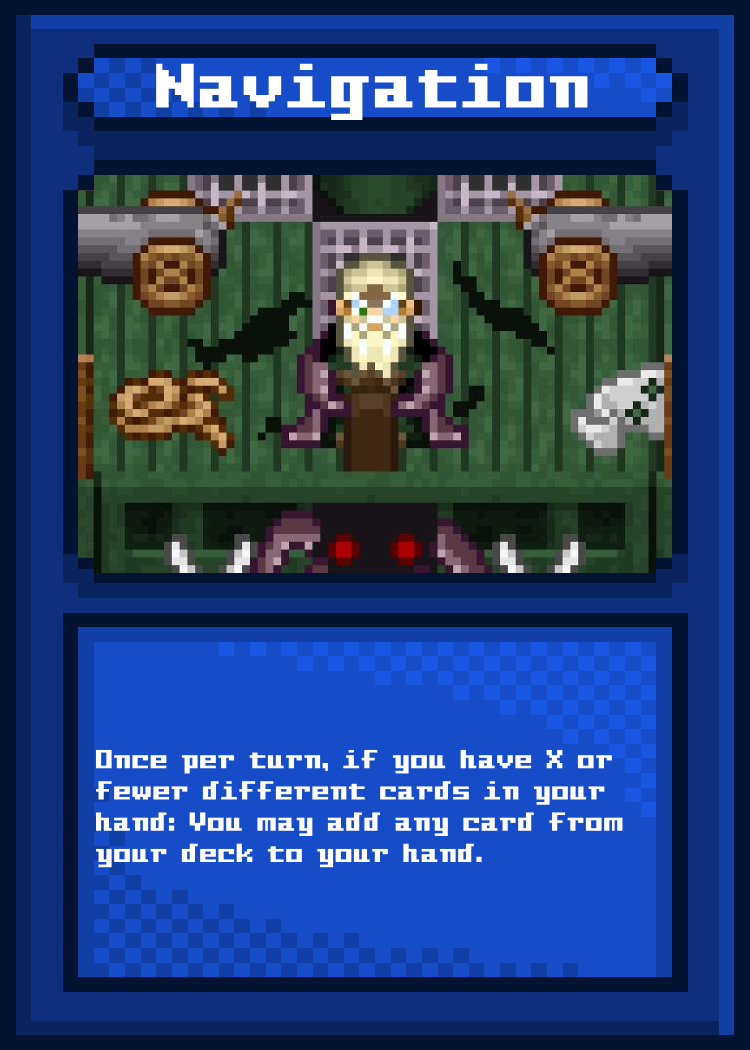 Navigation
Once per turn, if you have X or
fewer different cards in your
hand: You may add any card from
your deck to your hand.